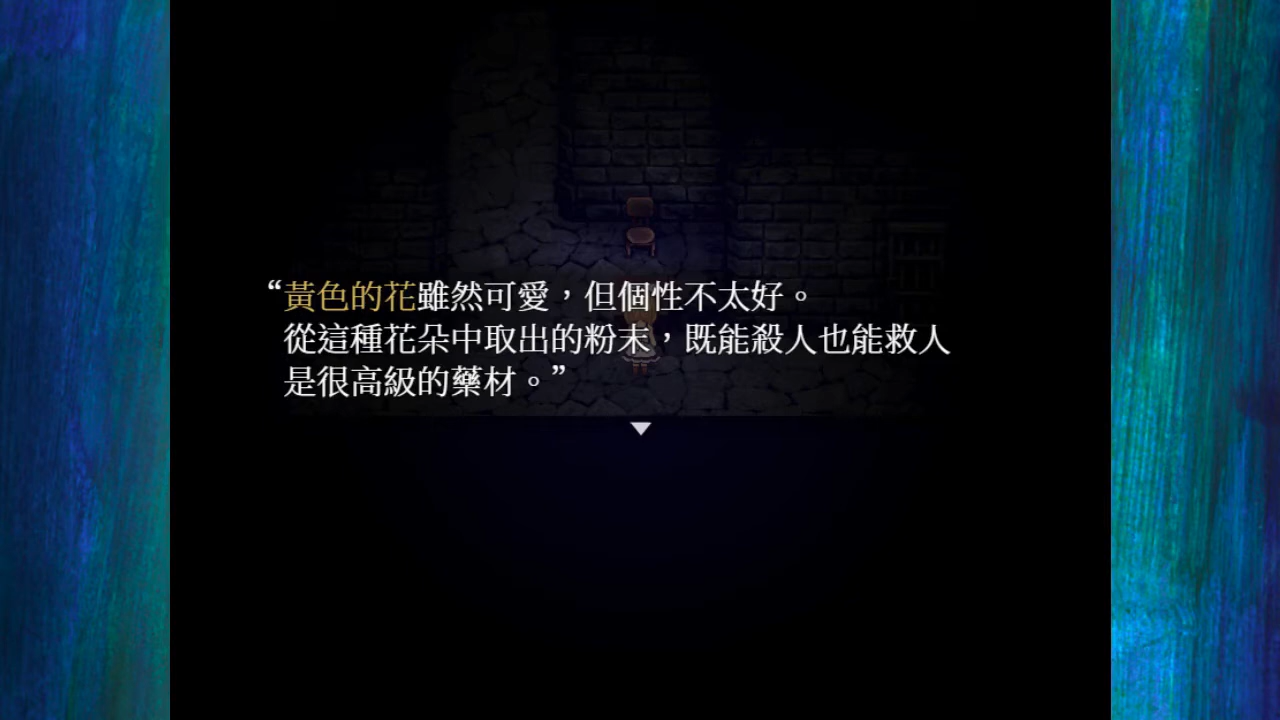 “黃色的花雖然可愛，但個性不太好。
從這種花朵中取出的粉末，既能殺人也能救人
是很高級的藥材。”